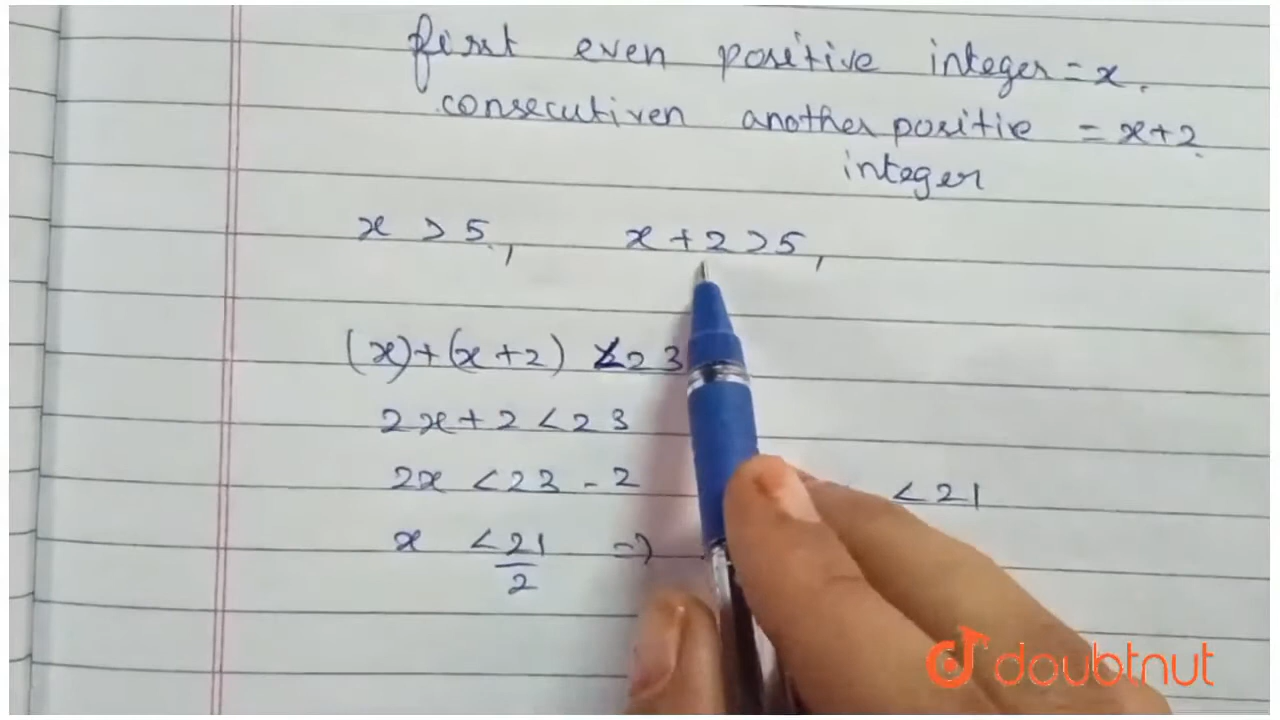 first even positive integer = x.
consecutiven another positie = x+2.
integer
x > 5, x + 2 > 5,
(x)+(x+2) <23
2x+2 < 23
2x < 23 - 2 < 21
x < 21/2 =>
doubtnut